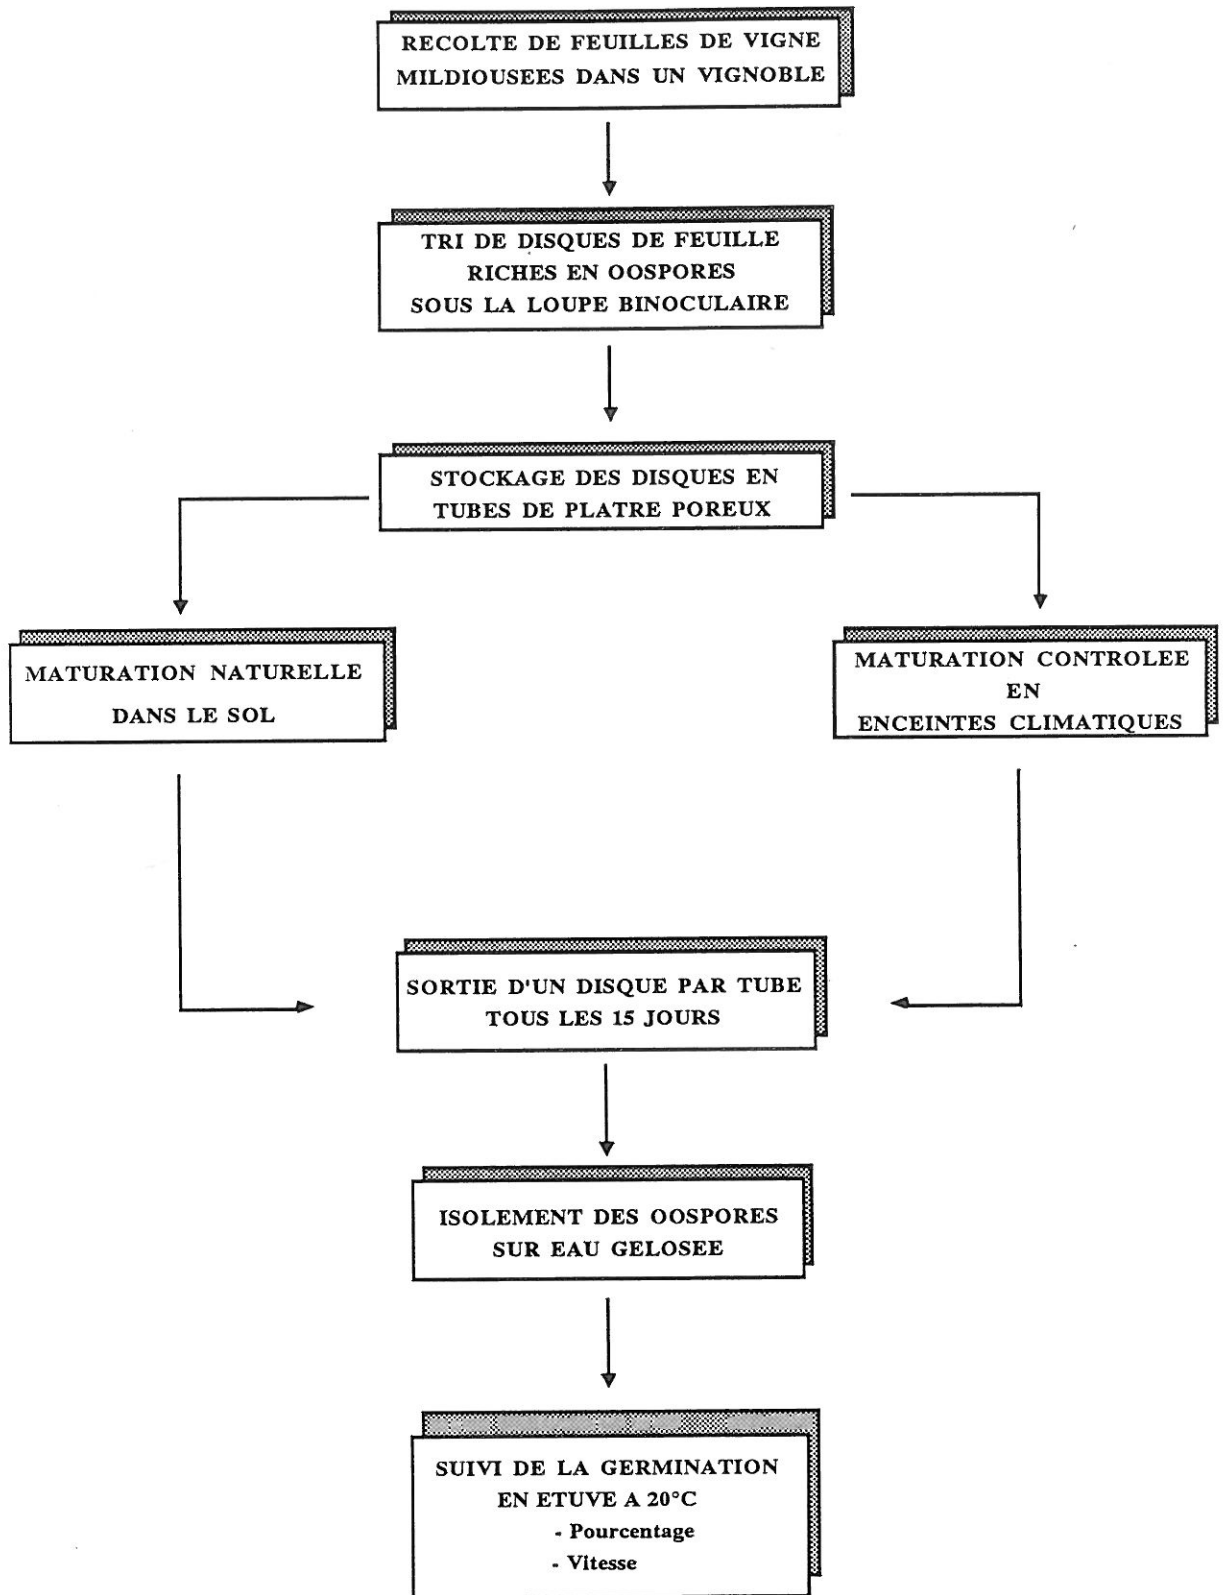 RECOLTE DE FEUILLES DE VIGNE
MILDIOUSEES DANS UN VIGNOBLE
TRI DE DISQUES DE FEUILLE
RICHES EN OOSPORES
SOUS LA LOUPE BINOCULAIRE
STOCKAGE DES DISQUES EN
TUBES DE PLATRE POREUX
MATURATION NATURELLE
DANS LE SOL
MATURATION CONTROLEE
EN
ENCEINTES CLIMATIQUES
SORTIE D'UN DISQUE PAR TUBE
TOUS LES 15 JOURS
ISOLEMENT DES OOSPORES
SUR EAU GELOSEE
SUIVI DE LA GERMINATION
EN ETUVE A 20°C
- Pourcentage
- Vitesse